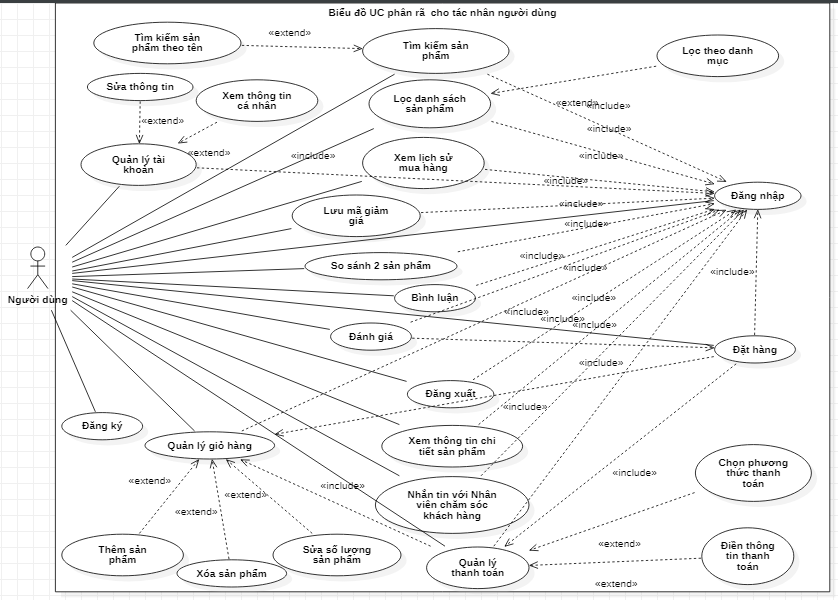 Biểu đồ UC phân rã cho tác nhân người dùng
Tìm kiếm sản
phẩm theo tên
«extend»
Tìm kiếm sản
phẩm
Lọc theo danh
mục
Sửa thông tin
Xem thông tin
cá nhân
Lọc danh sách
sản phẩm
«extend»
«include»
«extend»
«include»
Quản lý tài
khoản
«extend»
«include»
Xem lịch sử
mua hàng
«include»
«include»
Đăng nhập
Lưu mã giảm
giá
«include»
«include»
So sánh 2 sản phẩm
«include»
«include»
«include»
Người dùng
Bình luận
«include»
«include»
«include»
«include»
Đánh giá
Đặt hàng
«include»
Đăng xuất
«include»
Đăng ký
Quản lý giỏ hàng
Xem thông tin chi
tiết sản phẩm
«include»
Chọn phương
thức thanh
toán
«extend»
«include»
«extend»
Nhắn tin với Nhân
viên chăm sóc
khách hàng
«extend»
Thêm sản
phẩm
Xóa sản phẩm
Sửa số lượng
sản phẩm
Quản lý
thanh toán
«extend»
Điền thông
tin thanh
toán
«extend»